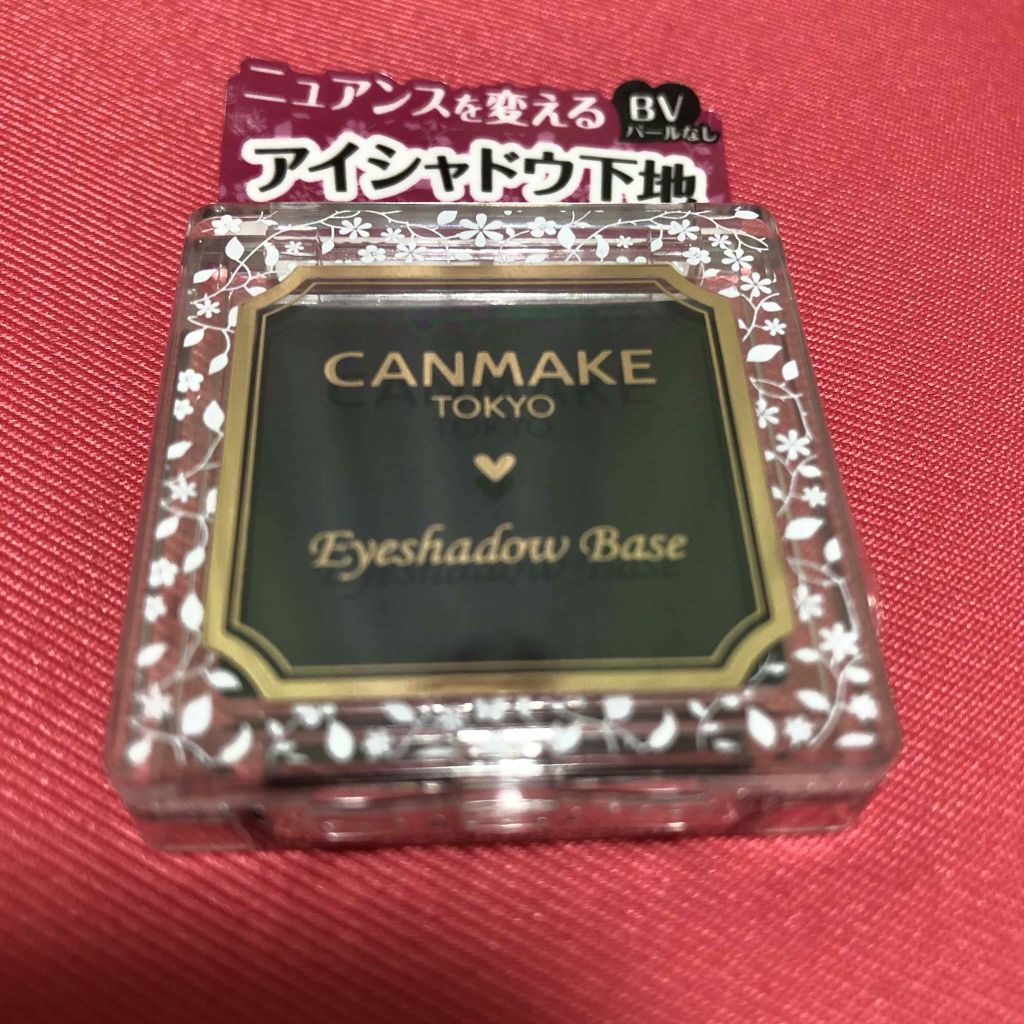 ニュアンスを変える
BV
パールなし
アイシャドウ下地
CANMAKE
TOKYO
Eyeshadow Base